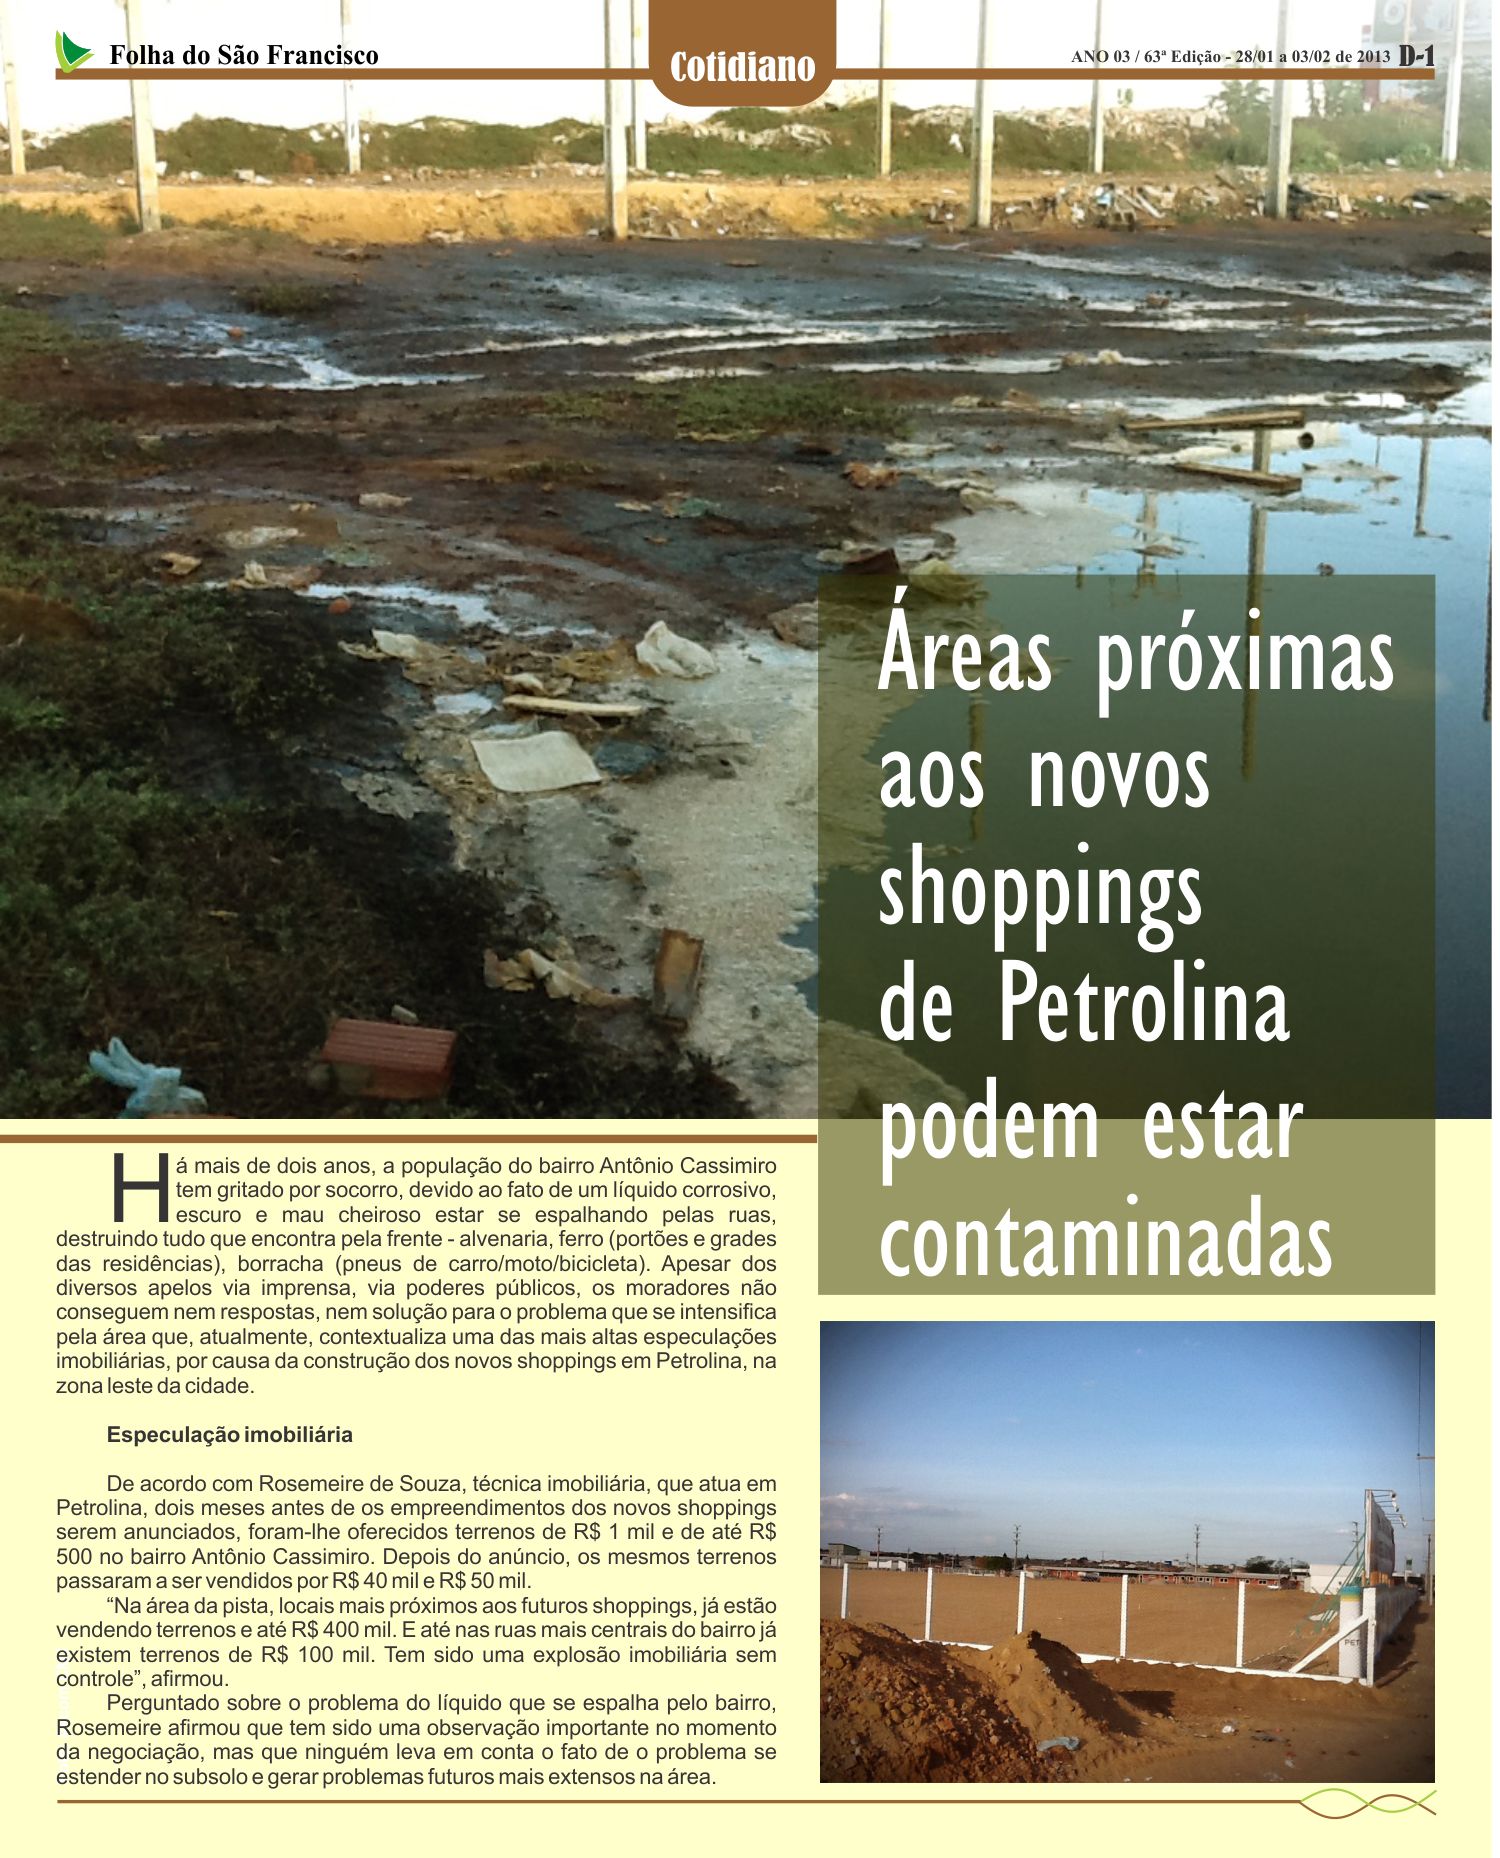 Folha do São Francisco
Cotidiano
ANO 03 / 63ª Edição - 28/01 a 03/02 de 2013 D-1
Áreas próximas
aos novos
shoppings
de Petrolina
podem estar
contaminadas
Há mais de dois anos, a população do bairro Antônio Cassimiro
tem gritado por socorro, devido ao fato de um líquido corrosivo,
escuro e mau cheiroso estar se espalhando pelas ruas,
destruindo tudo que encontra pela frente - alvenaria, ferro (portões e grades
das residências), borracha (pneus de carro/moto/bicicleta). Apesar dos
diversos apelos via imprensa, via poderes públicos, os moradores não
conseguem nem respostas, nem solução para o problema que se intensifica
pela área que, atualmente, contextualiza uma das mais altas especulações
imobiliárias, por causa da construção dos novos shoppings em Petrolina, na
zona leste da cidade.
Especulação imobiliária
De acordo com Rosemeire de Souza, técnica imobiliária, que atua em
Petrolina, dois meses antes de os empreendimentos dos novos shoppings
serem anunciados, foram-lhe oferecidos terrenos de R$ 1 mil e de até R$
500 no bairro Antônio Cassimiro. Depois do anúncio, os mesmos terrenos
passaram a ser vendidos por R$ 40 mil e R$ 50 mil.
“Na área da pista, locais mais próximos aos futuros shoppings, já estão
vendendo terrenos e até R$ 400 mil. E até nas ruas mais centrais do bairro já
existem terrenos de R$ 100 mil. Tem sido uma explosão imobiliária sem
controle”, afirmou.
Perguntado sobre o problema do líquido que se espalha pelo bairro,
Rosemeire afirmou que tem sido uma observação importante no momento
da negociação, mas que ninguém leva em conta o fato de o problema se
estender no subsolo e gerar problemas futuros mais extensos na área.